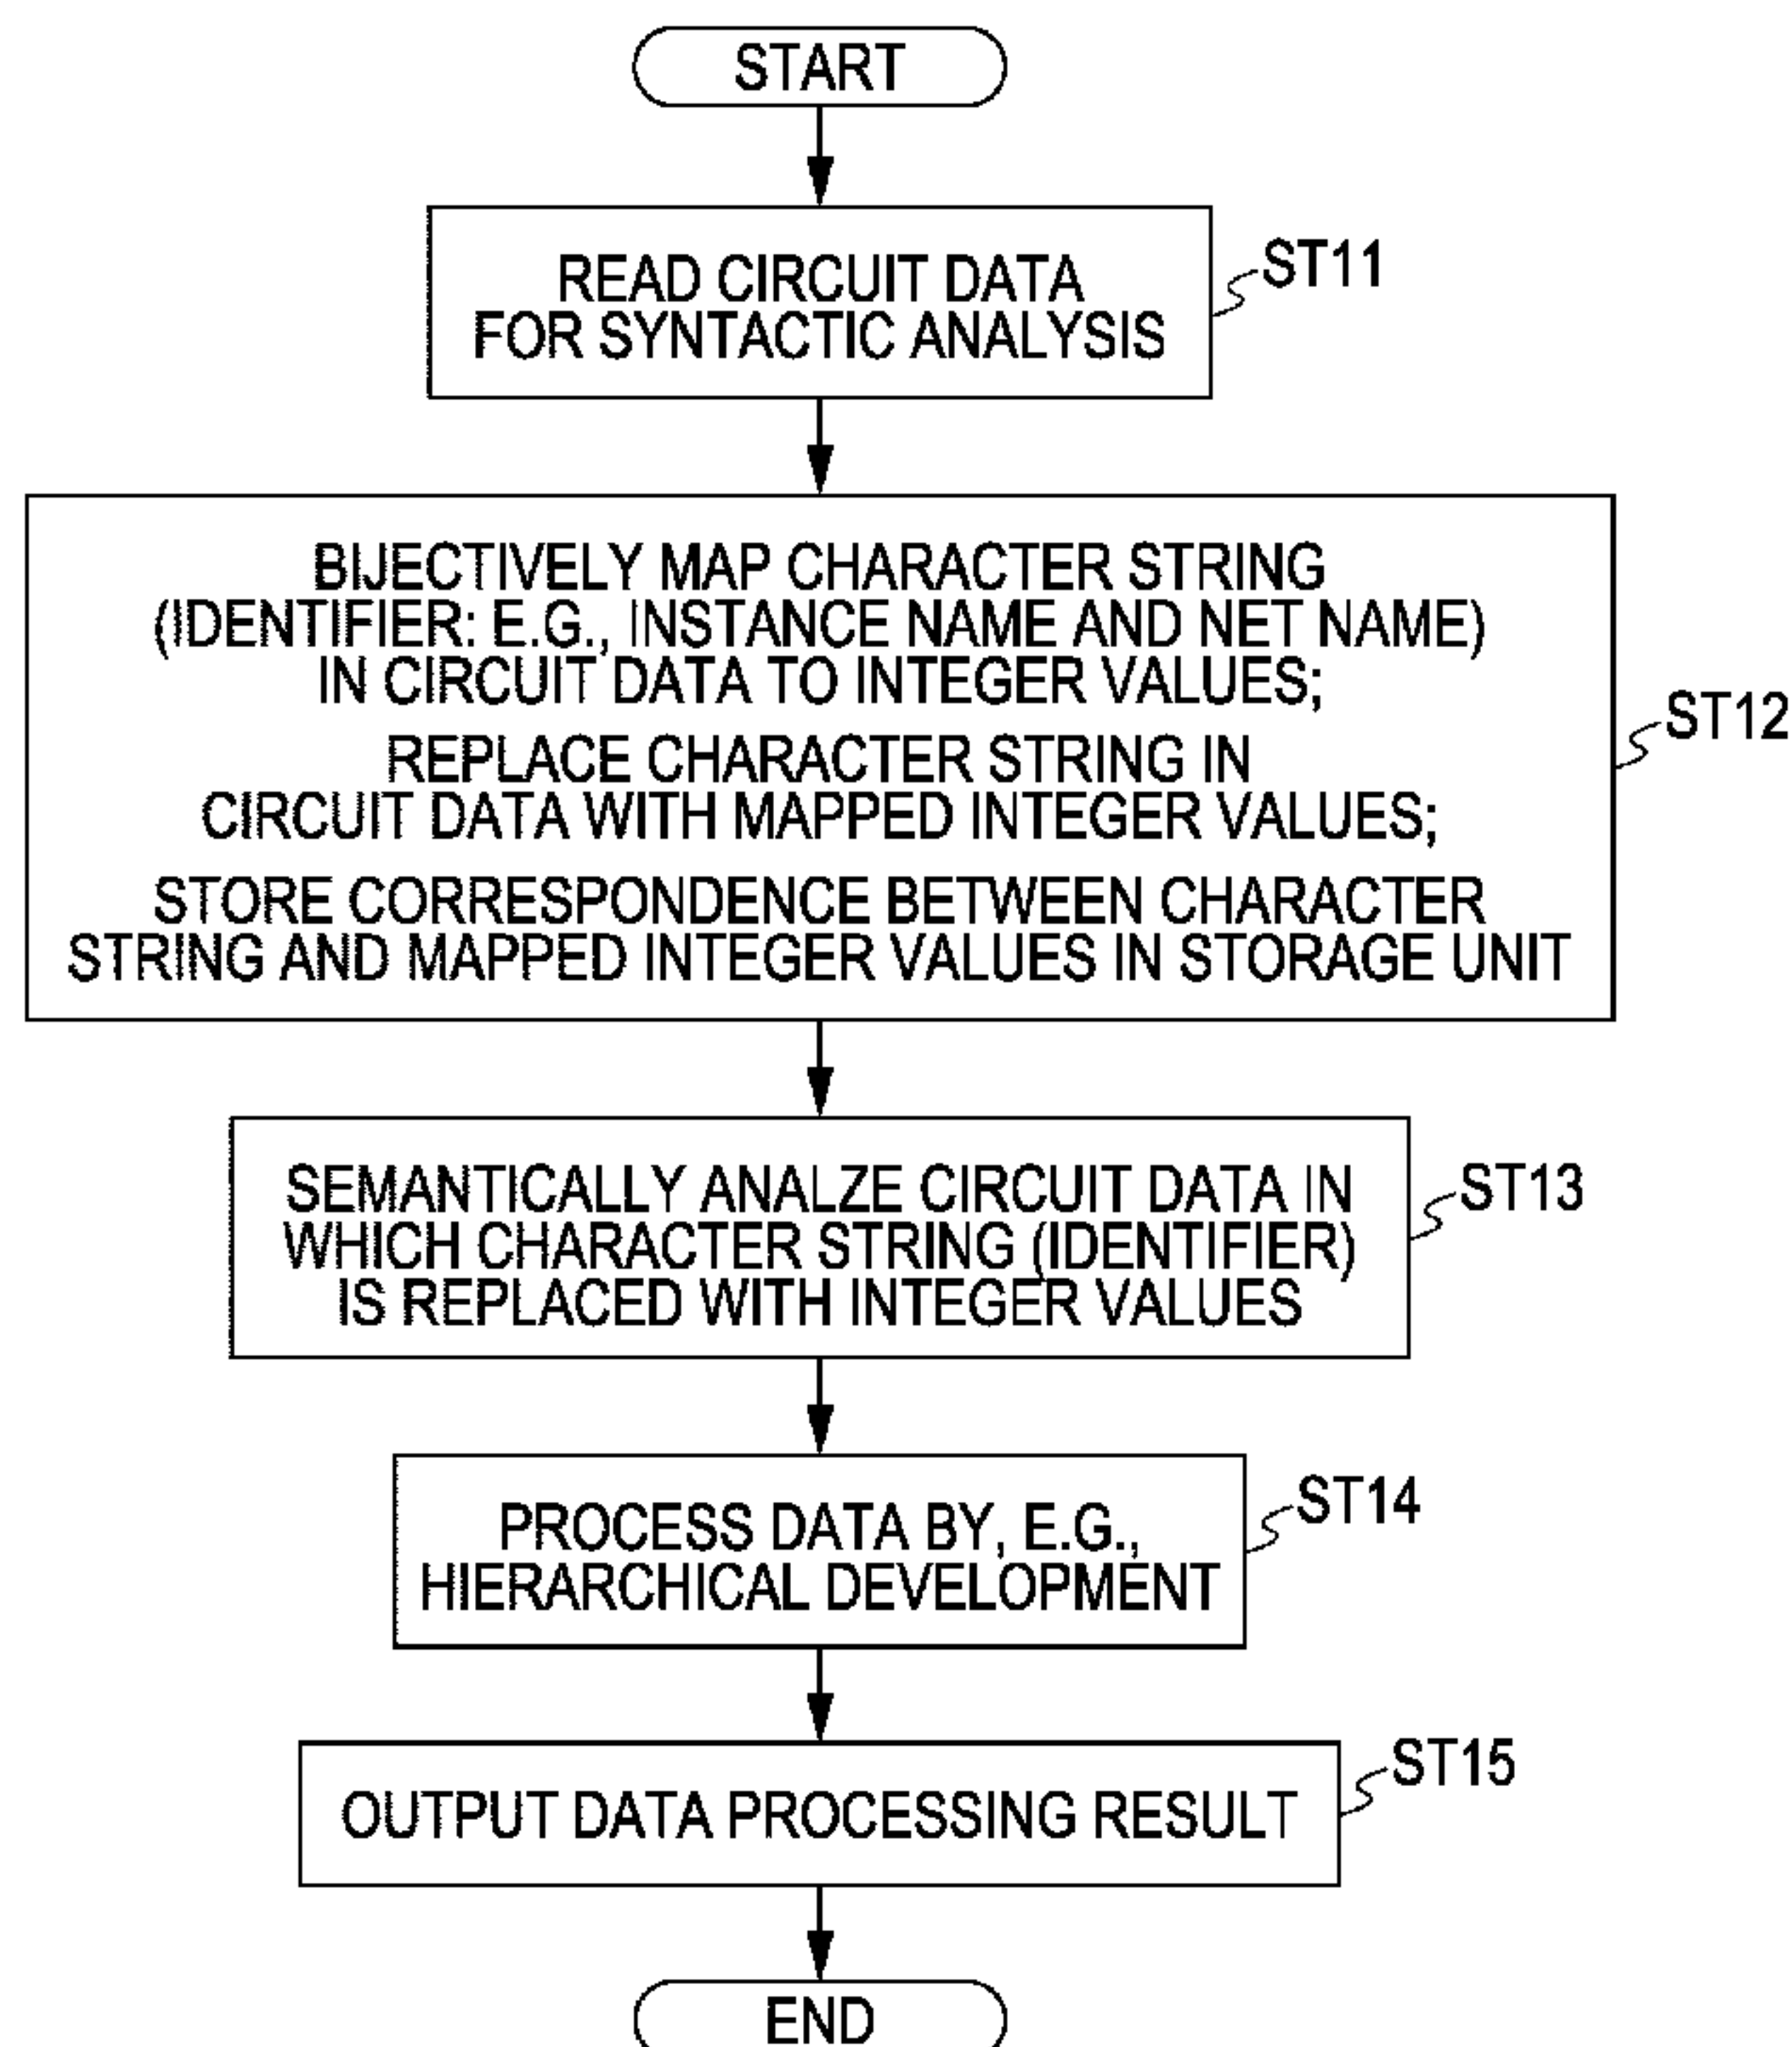 START
READ CIRCUIT DATA
FOR SYNTACTIC ANALYSIS
ST11
BIJECTIVELY MAP CHARACTER STRING
(IDENTIFIER: E.G., INSTANCE NAME AND NET NAME)
IN CIRCUIT DATA TO INTEGER VALUES;
REPLACE CHARACTER STRING IN
CIRCUIT DATA WITH MAPPED INTEGER VALUES;
STORE CORRESPONDENCE BETWEEN CHARACTER
STRING AND MAPPED INTEGER VALUES IN STORAGE UNIT
ST12
SEMANTICALLY ANALZE CIRCUIT DATA IN
WHICH CHARACTER STRING (IDENTIFIER)
IS REPLACED WITH INTEGER VALUES
ST13
PROCESS DATA BY, E.G.,
HIERARCHICAL DEVELOPMENT
ST14
OUTPUT DATA PROCESSING RESULT
ST15
END